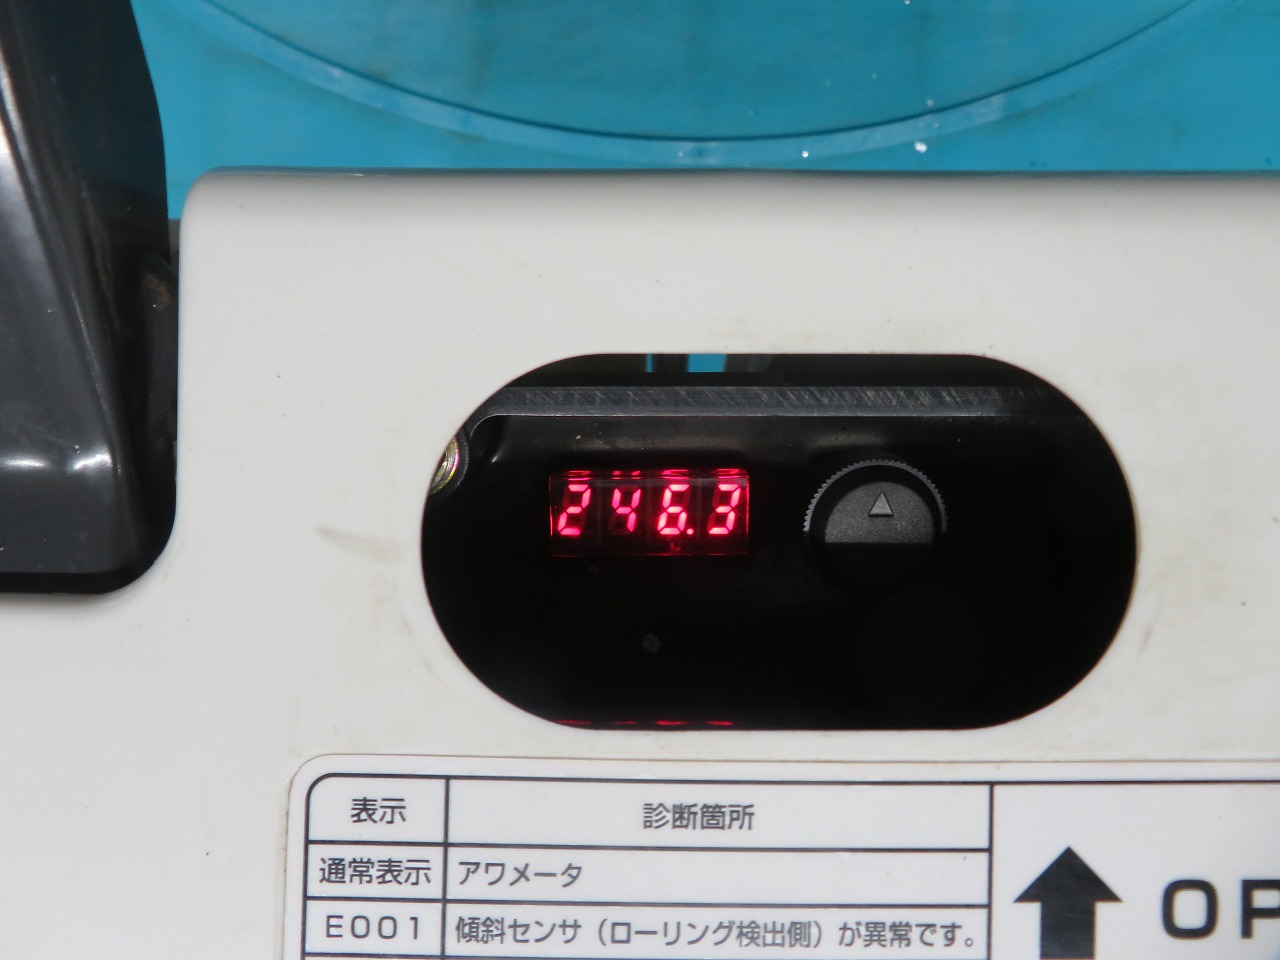 246.3
表示 診断箇所
通常表示 アワメータ
E001 傾斜センサ（ローリング検出側）が異常です。
OP